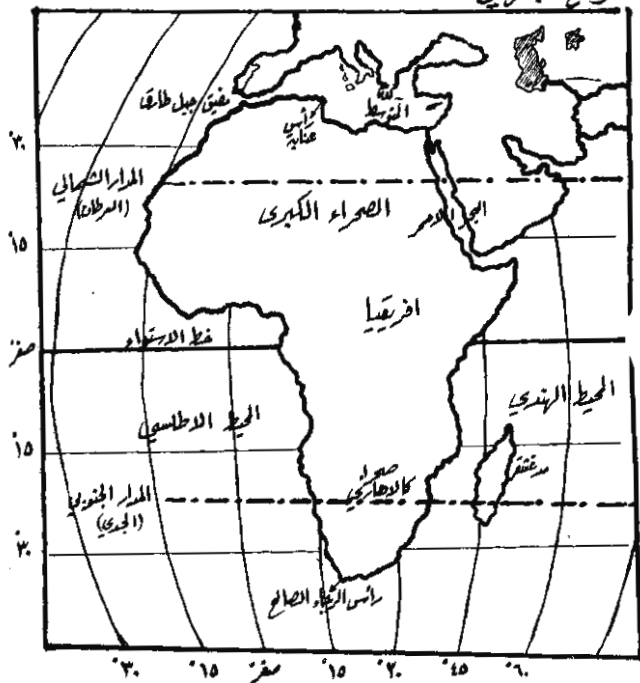 مضيق جبل طارق
المتوسط
رأس
عنابة
°٣٠
المدار الشمالي
(السرطان)
الصحراء الكبرى
البحر الاحمر
°١٥
افريقيا
خط الاستواء
صفر
المحيط الهندي
المحيط الاطلسي
°١٥
صحراء
كالاهاري
مدغشقر
المدار الجنوبي
(الجدي)
°٣٠
رأس الرجاء الصالح
°٣٠ °١٥ صفر °١٥ °٢٠ °٤٥ °٦٠